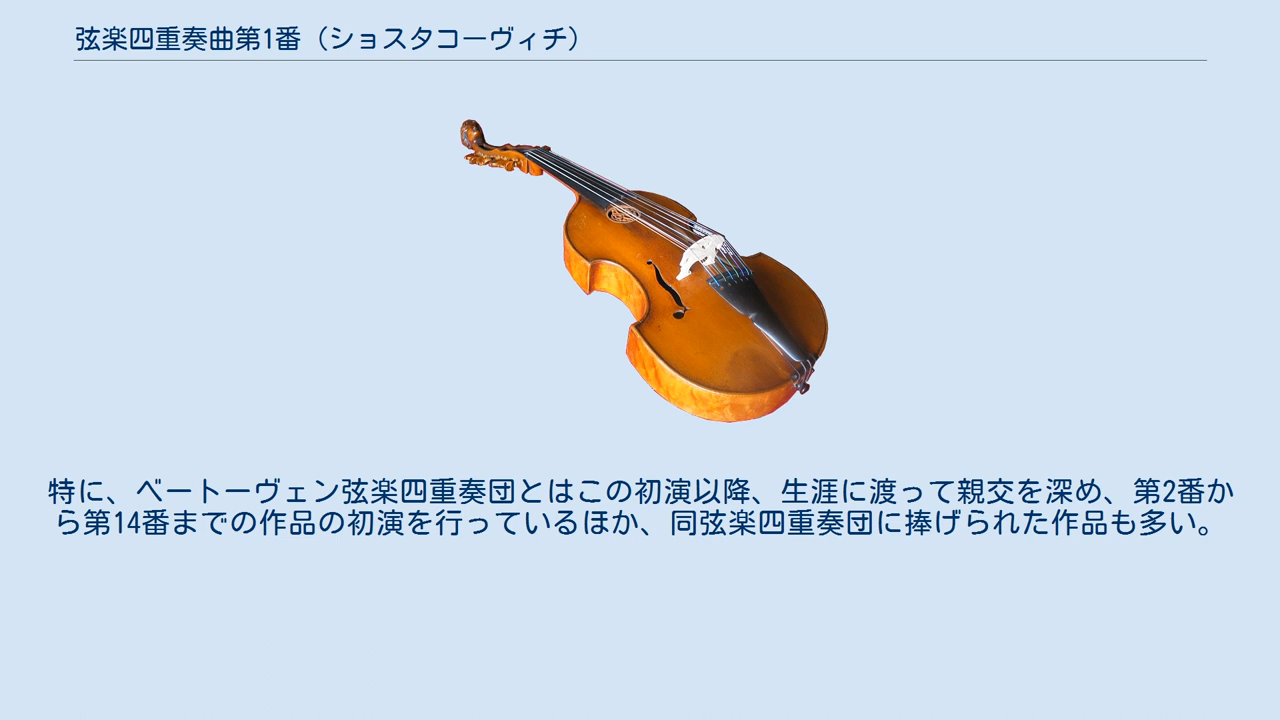 弦楽四重奏曲第1番（ショスタコーヴィチ）
特に、ベートーヴェン弦楽四重奏団とはこの初演以降、生涯に渡って親交を深め、第2番か
ら第14番までの作品の初演を行っているほか、同弦楽四重奏団に捧げられた作品も多い。